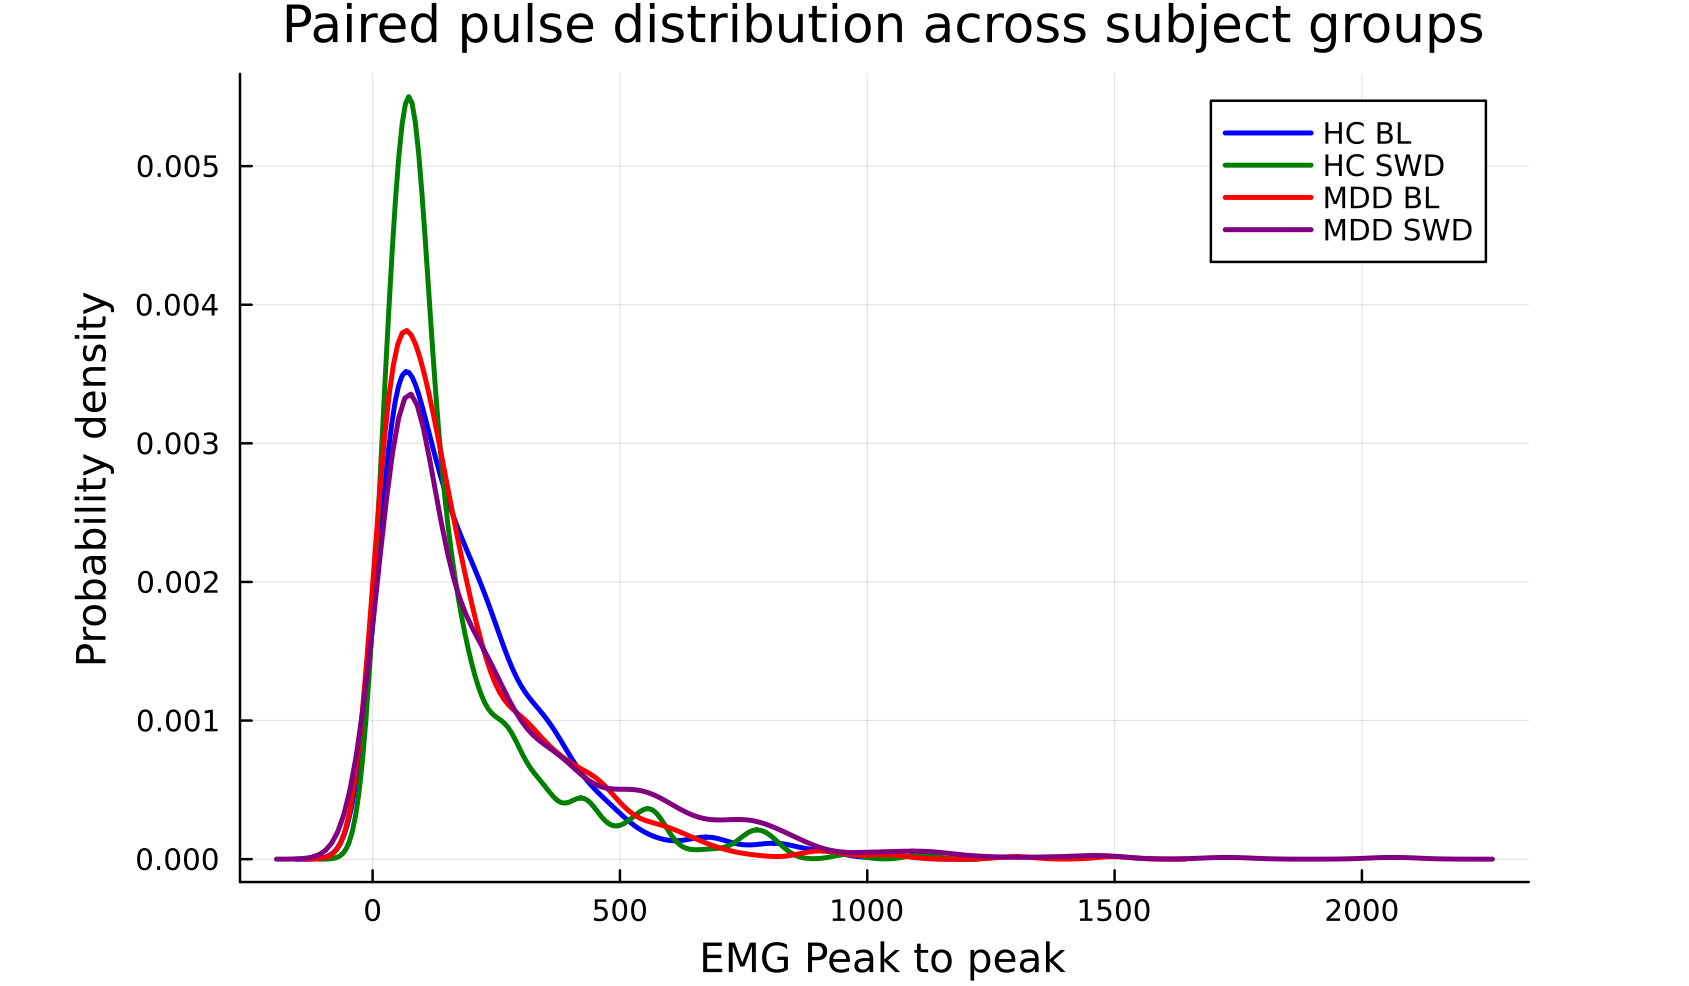 Paired pulse distribution across subject groups
HC BL
HC SWD
MDD BL
MDD SWD
Probability density
0.005
0.004
0.003
0.002
0.001
0.000
0 500 1000 1500 2000
EMG Peak to peak